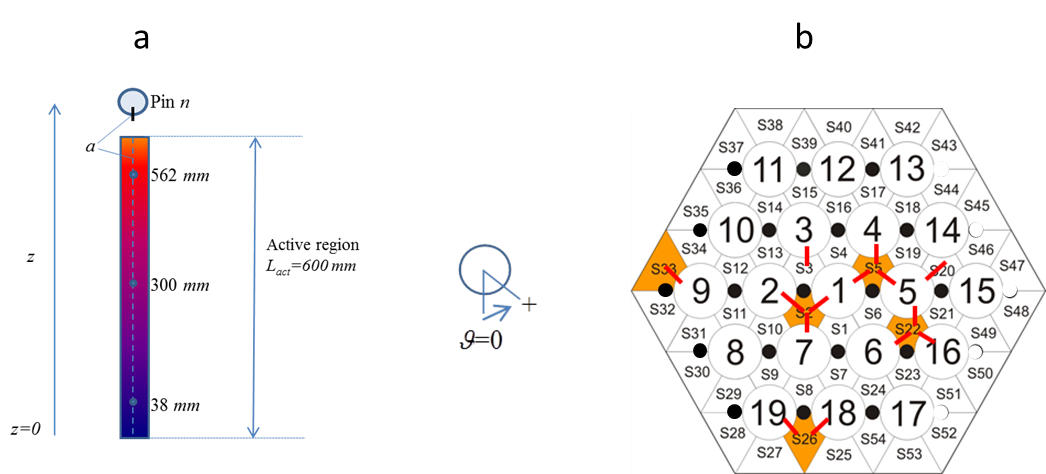 a
b
Pin n
a
562 mm
z
Active region
Lact=600 mm
300 mm
38 mm
z=0
+
ϑ=0
S38 S40 S42
S37 S39 S41 S43
11 12 13
S36 S15 S17 S44
S35 S14 S16 S18 S45
10 3 4 14
S34 S13 S4 S19 S46
S33 S12 S3 S5 S20 S47
9 2 1 5 15
S32 S11 S2 S6 S21 S48
S31 S10 S1 S22 S49
8 7 6 16
S30 S9 S7 S23 S50
S29 S8 S24 S51
19 18 17
S28 S26 S54 S52
S27 S25 S53